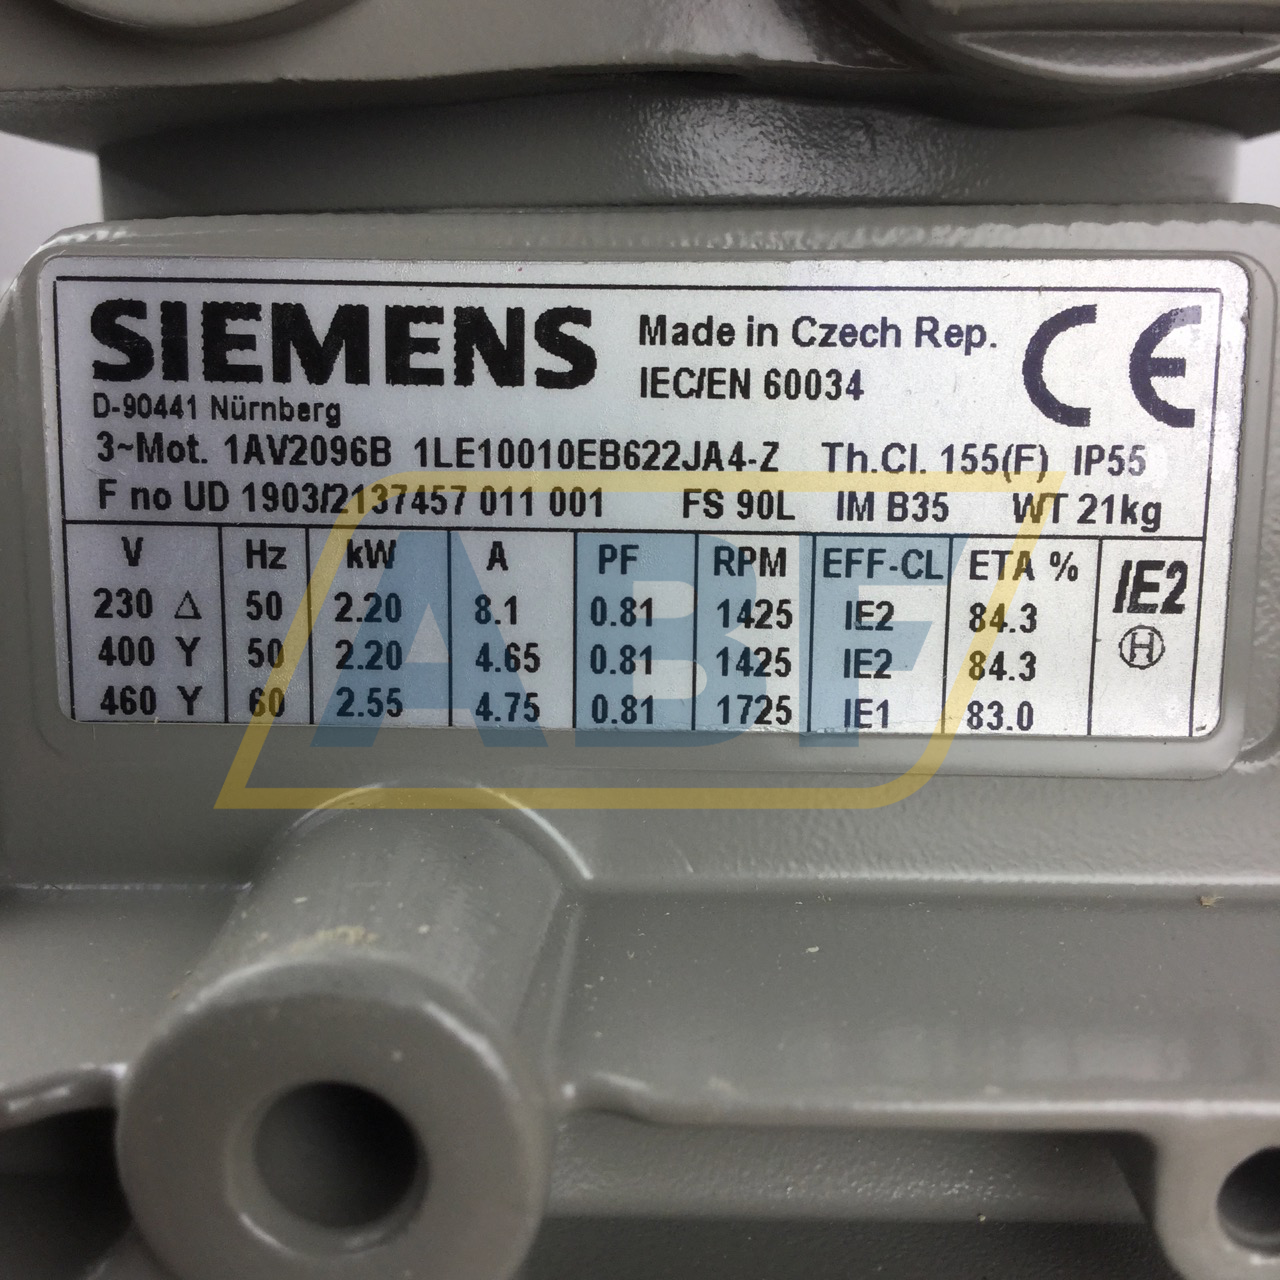 SIEMENS
Made in Czech Rep.
CE
IEC/EN 60034
D-90441 Nürnberg
3~Mot. 1AV2096B 1LE10010EB622JA4-Z Th.Cl. 155(F) IP55
F no UD 1903/2137457 011 001 FS 90L IM B35 WT 21kg
V Hz kW A PF RPM EFF-CL ETA % IE2
230 Δ 50 2.20 8.1 0.81 1425 IE2 84.3
400 Y 50 2.20 4.65 0.81 1425 IE2 84.3 H
460 Y 60 2.55 4.75 0.81 1725 IE1 83.0
ABF